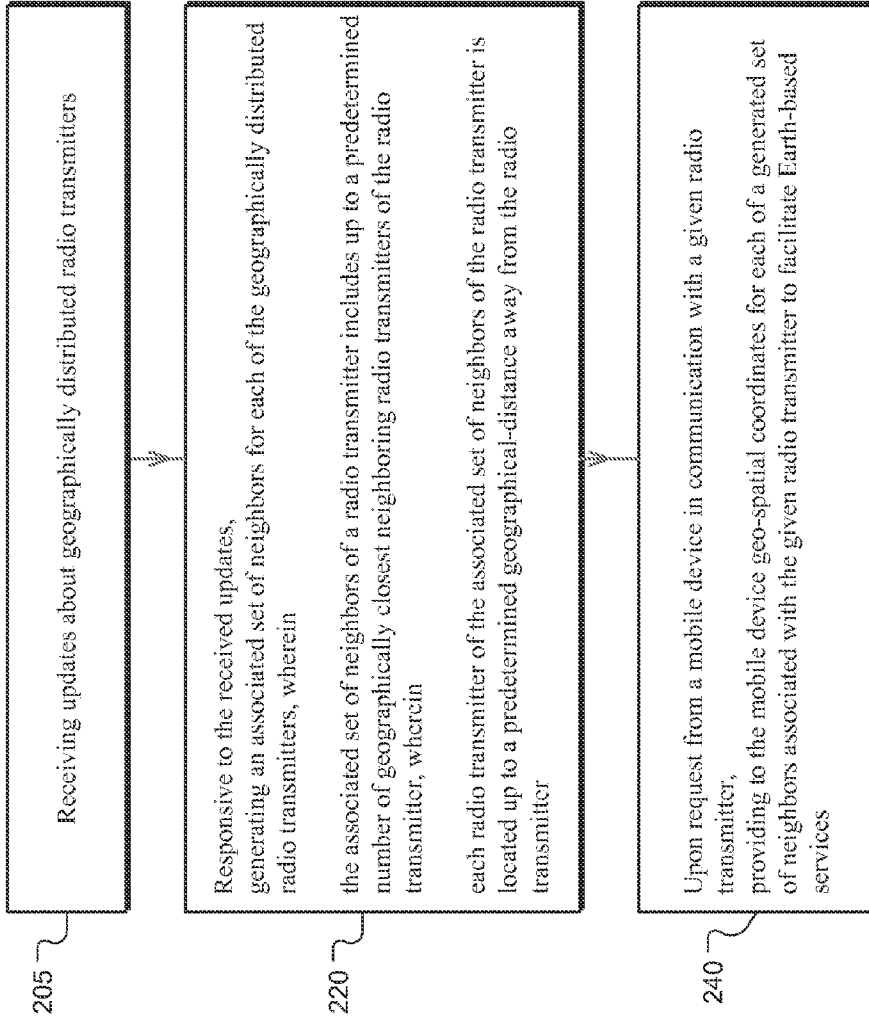 205
Receiving updates about geographically distributed radio transmitters
220
Responsive to the received updates,
generating an associated set of neighbors for each of the geographically distributed
radio transmitters, wherein
the associated set of neighbors of a radio transmitter includes up to a predetermined
number of geographically closest neighboring radio transmitters of the radio
transmitter, wherein
each radio transmitter of the associated set of neighbors of the radio transmitter is
located up to a predetermined geographical-distance away from the radio
transmitter
240
Upon request from a mobile device in communication with a given radio
transmitter,
providing to the mobile device geo-spatial coordinates for each of a generated set
of neighbors associated with the given radio transmitter to facilitate Earth-based
services